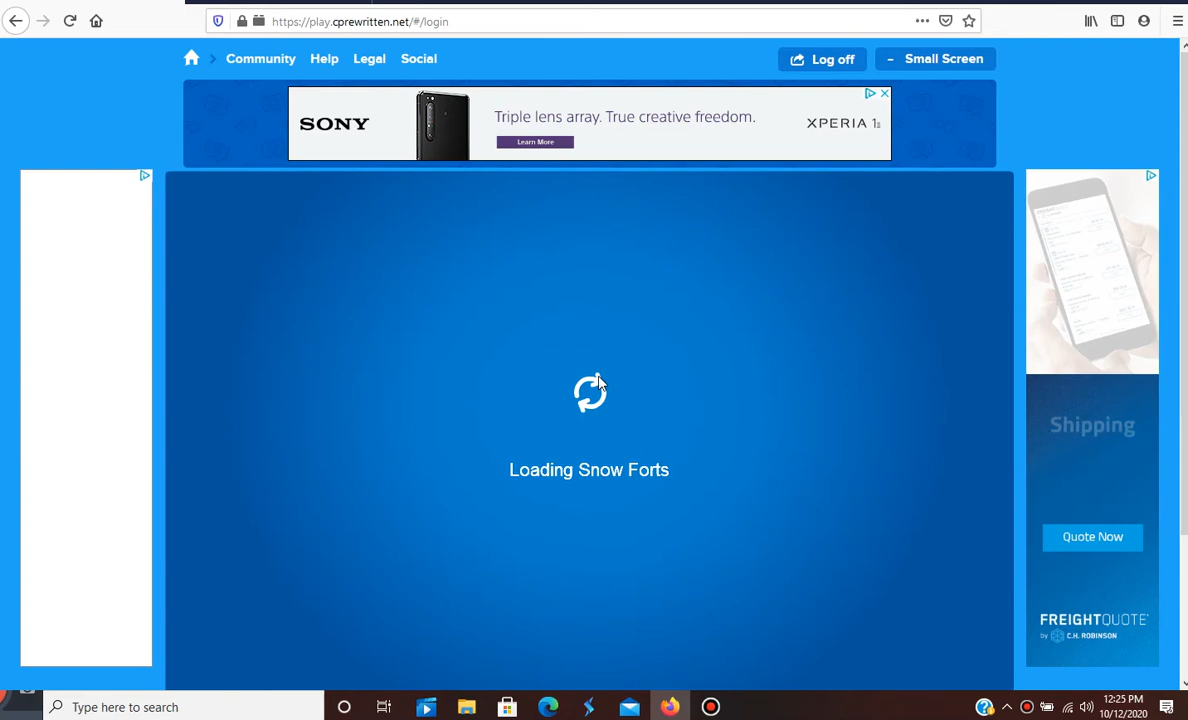 https://play.cprewritten.net/#/login
Community Help Legal Social
Log off
- Small Screen
SONY
Triple lens array. True creative freedom.
Learn More
XPERIA 1 II
Loading Snow Forts
Shipping
Quote Now
FREIGHTQUOTE
by C.H. ROBINSON
Type here to search
12:25 PM
10/12/2020